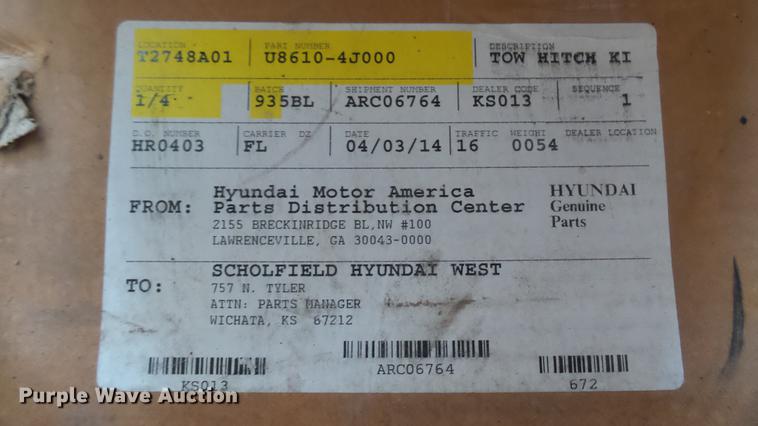 LOCATION PART NUMBER DESCRIPTION
T2748A01 U8610-4J000 TOW HITCH KI
QUANTITY BATCH SHIPMENT NUMBER DEALER CODE SEQUENCE
1/4 935BL ARC06764 KS013 1
D.O. NUMBER CARRIER DZ DATE TRAFFIC WEIGHT DEALER LOCATION
HR0403 FL 04/03/14 16 0054
FROM: Hyundai Motor America
Parts Distribution Center
2155 BRECKINRIDGE BL,NW #100
LAWRENCEVILLE, GA 30043-0000
HYUNDAI
Genuine
Parts
TO: SCHOLFIELD HYUNDAI WEST
757 N. TYLER
ATTN: PARTS MANAGER
WICHATA, KS 67212
KS013 ARC06764 672
Purple Wave Auction